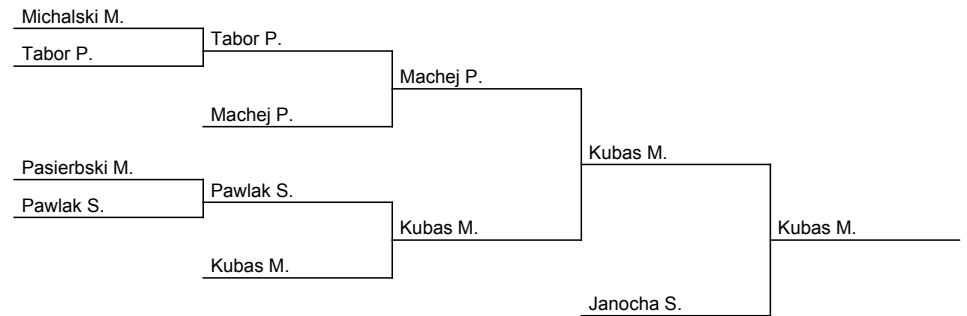 Michalski M.
Tabor P.
Tabor P.
Machej P.
Machej P.
Pasierbski M.
Kubas M.
Pawlak S.
Pawlak S.
Kubas M.
Kubas M.
Kubas M.
Janocha S.